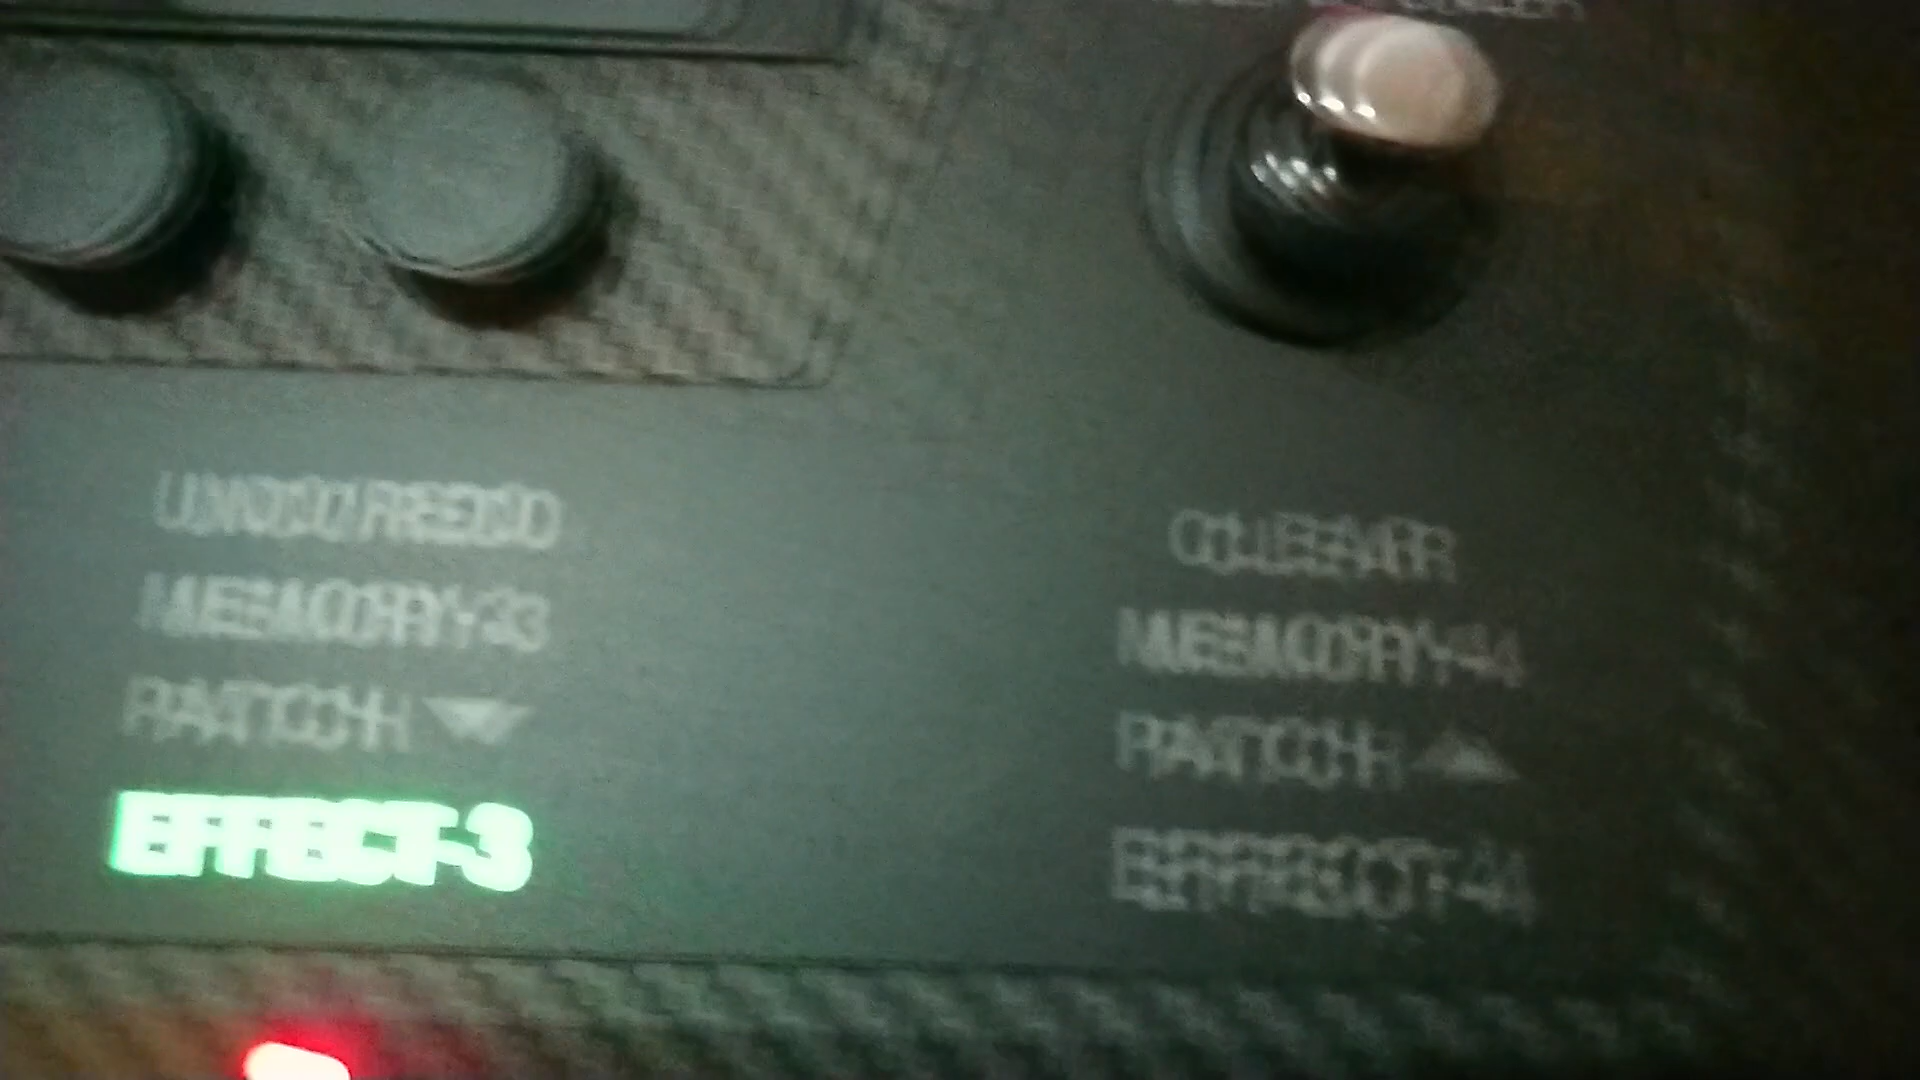 UNDO/REDO
MEMORY-3
PATCH ▼
EFFECT-3
CLEAR
MEMORY-4
PATCH ▲
EFFECT-4